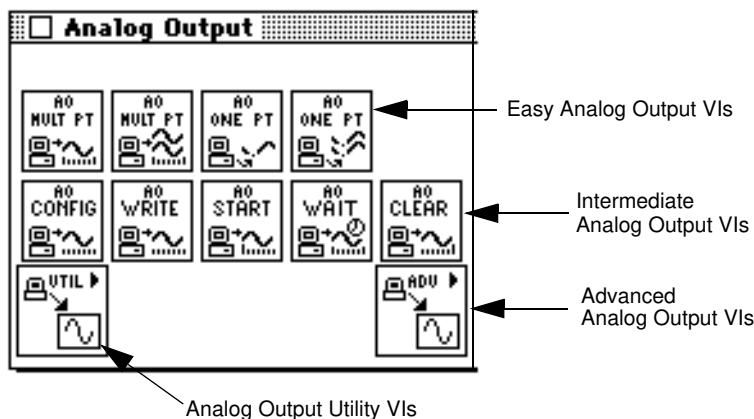 Analog Output
AO MULT PT
AO MULT PT
AO ONE PT
AO ONE PT
Easy Analog Output VIs
AO CONFIG
AO WRITE
AO START
AO WAIT
AO CLEAR
Intermediate
Analog Output VIs
UTIL
ADV
Advanced
Analog Output VIs
Analog Output Utility VIs